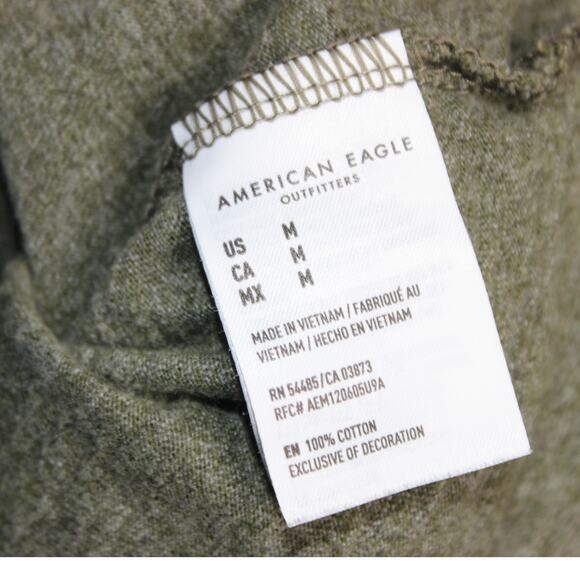 AMERICAN EAGLE
OUTFITTERS
US M
CA M
MX M
MADE IN VIETNAM / FABRIQUÉ AU
VIETNAM / HECHO EN VIETNAM
RN 54485/CA 03873
RFC# AEM120605U9A
EN 100% COTTON
EXCLUSIVE OF DECORATION